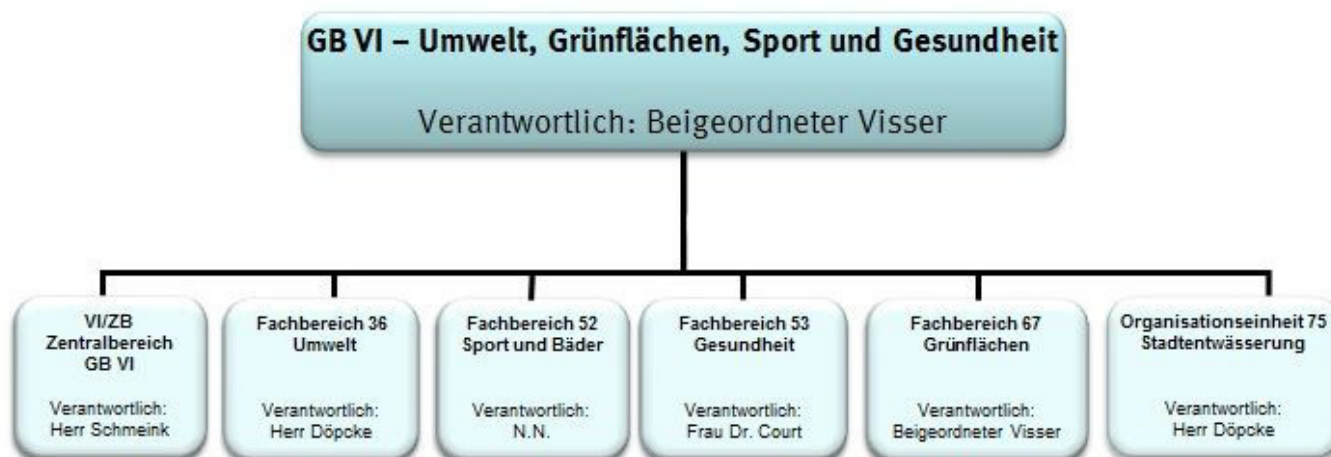 GB VI – Umwelt, Grünflächen, Sport und Gesundheit
Verantwortlich: Beigeordneter Visser
VI/ZB
Zentralbereich
GB VI
Verantwortlich:
Herr Schmeink
Fachbereich 36
Umwelt
Verantwortlich:
Herr Döpcke
Fachbereich 52
Sport und Bäder
Verantwortlich:
N.N.
Fachbereich 53
Gesundheit
Verantwortlich:
Frau Dr. Court
Fachbereich 67
Grünflächen
Verantwortlich:
Beigeordneter Visser
Organisationseinheit 75
Stadtentwässerung
Verantwortlich:
Herr Döpcke